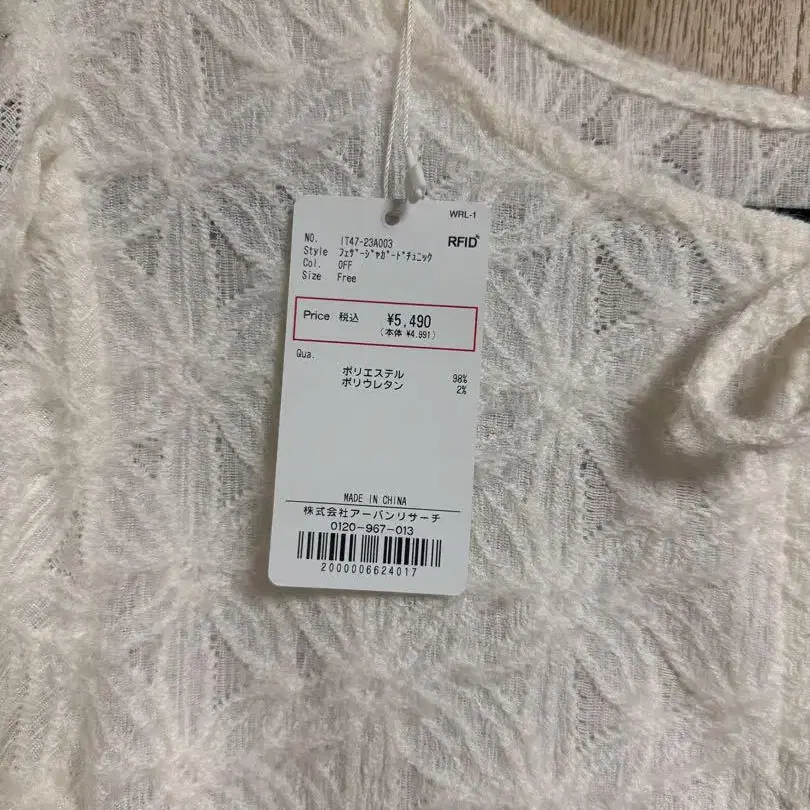 WRL-1
RFID
NO. IT47-23A003
Style フェザージャガードチュニック
Col. OFF
Size Free
Price 税込 ¥5,490
(本体 ¥4,991)
Qua.
ポリエステル 98%
ポリウレタン 2%
MADE IN CHINA
株式会社アーバンリサーチ
0120-967-013
2000006624017